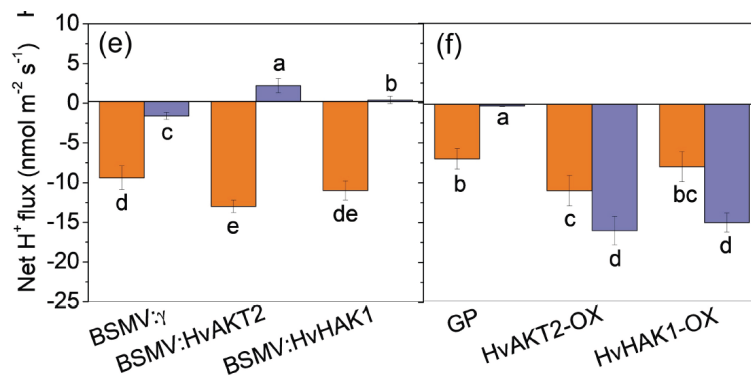 10
5
0
-5
-10
-15
-20
-25
Net H⁺ flux (nmol m⁻² s⁻¹)
(e)
a
b
c
d
e
de
BSMV:γ
BSMV:HvAKT2
BSMV:HvHAK1
(f)
a
b
c
d
bc
d
GP
HvAKT2-OX
HvHAK1-OX